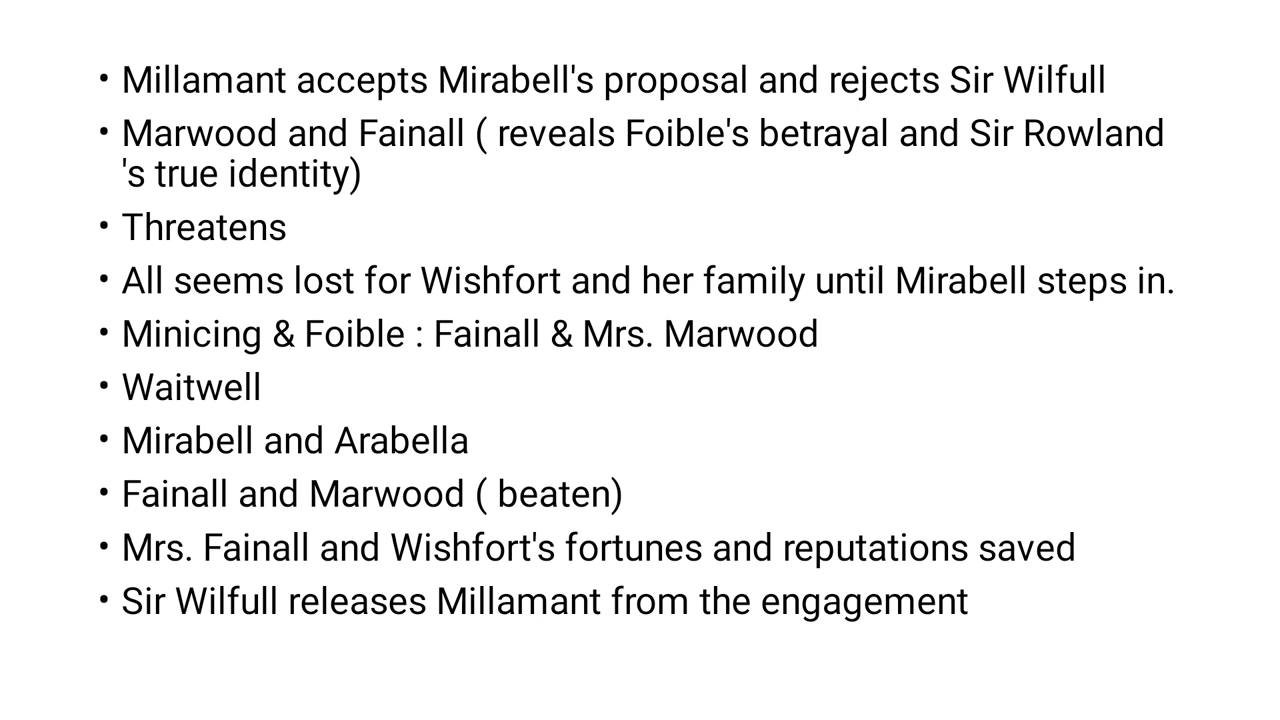 • Millamant accepts Mirabell's proposal and rejects Sir Wilfull
• Marwood and Fainall ( reveals Foible's betrayal and Sir Rowland
's true identity)
• Threatens
• All seems lost for Wishfort and her family until Mirabell steps in.
• Minicing & Foible : Fainall & Mrs. Marwood
• Waitwell
• Mirabell and Arabella
• Fainall and Marwood ( beaten)
• Mrs. Fainall and Wishfort's fortunes and reputations saved
• Sir Wilfull releases Millamant from the engagement